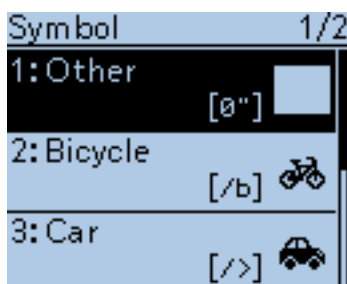 Symbol 1/2
1:Other
[0"]
2:Bicycle
[/b]
3:Car
[/>]